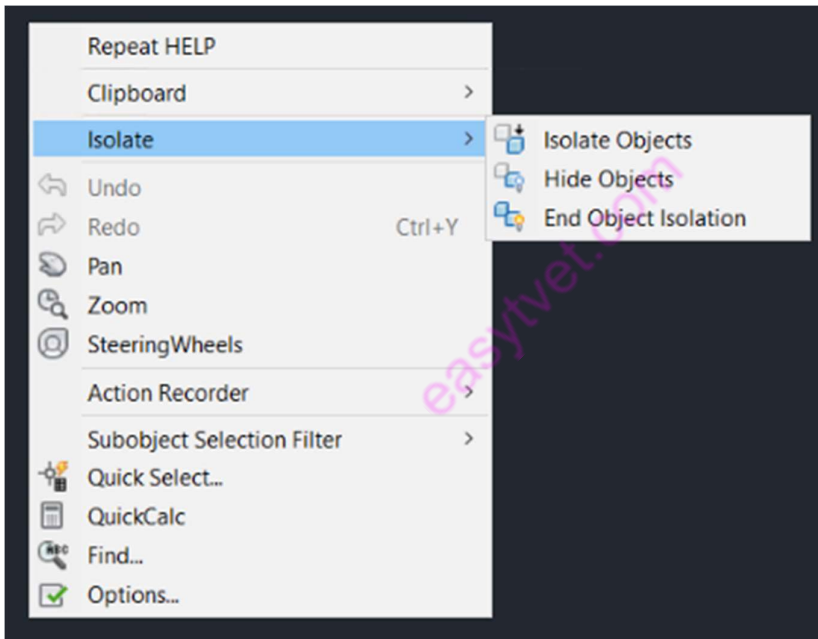 Repeat HELP
Clipboard
Isolate
Isolate Objects
Hide Objects
End Object Isolation
Undo
Redo Ctrl+Y
Pan
Zoom
SteeringWheels
Action Recorder
Subobject Selection Filter
Quick Select...
QuickCalc
Find...
Options...
easytvet.com